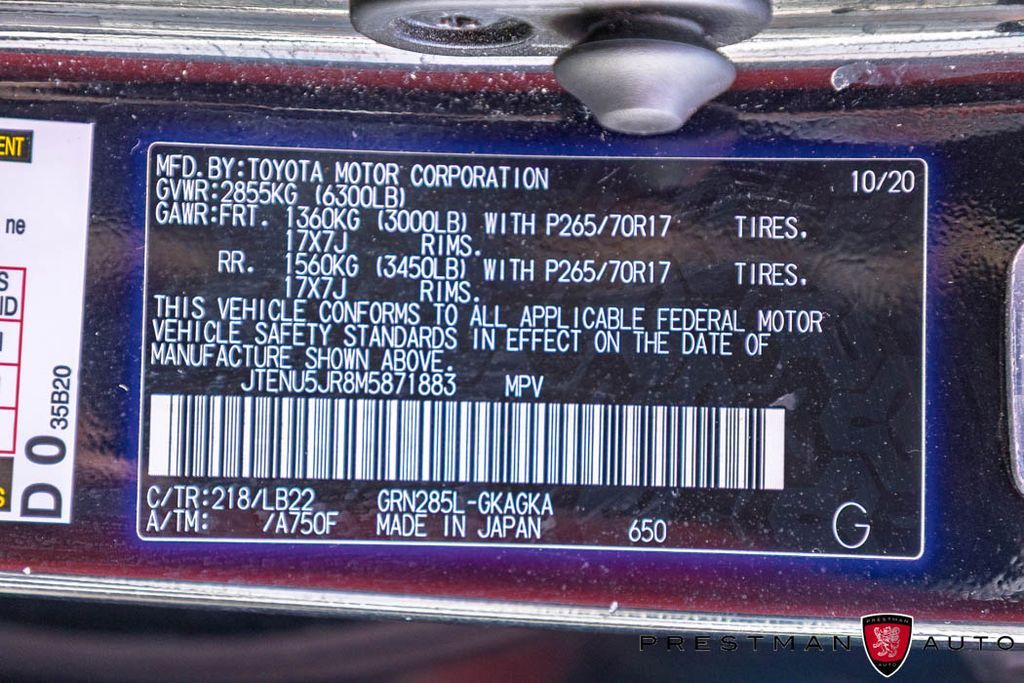 MFD.BY:TOYOTA MOTOR CORPORATION 10/20
GVWR:2855KG (6300LB)
GAWR:FRT. 1360KG (3000LB) WITH P265/70R17 TIRES,
17X7J RIMS.
RR. 1560KG (3450LB) WITH P265/70R17 TIRES,
17X7J RIMS.
THIS VEHICLE CONFORMS TO ALL APPLICABLE FEDERAL MOTOR
VEHICLE SAFETY STANDARDS IN EFFECT ON THE DATE OF
MANUFACTURE SHOWN ABOVE.
JTENU5JR8M5871883 MPV
C/TR:218/LB22 GRN285L-GKAGKA
A/TM: /A750F MADE IN JAPAN 650 G
ENT
ne
S
ID
D O 35B20
PRESTMAN AUTO
PRESTMAN
AUTO